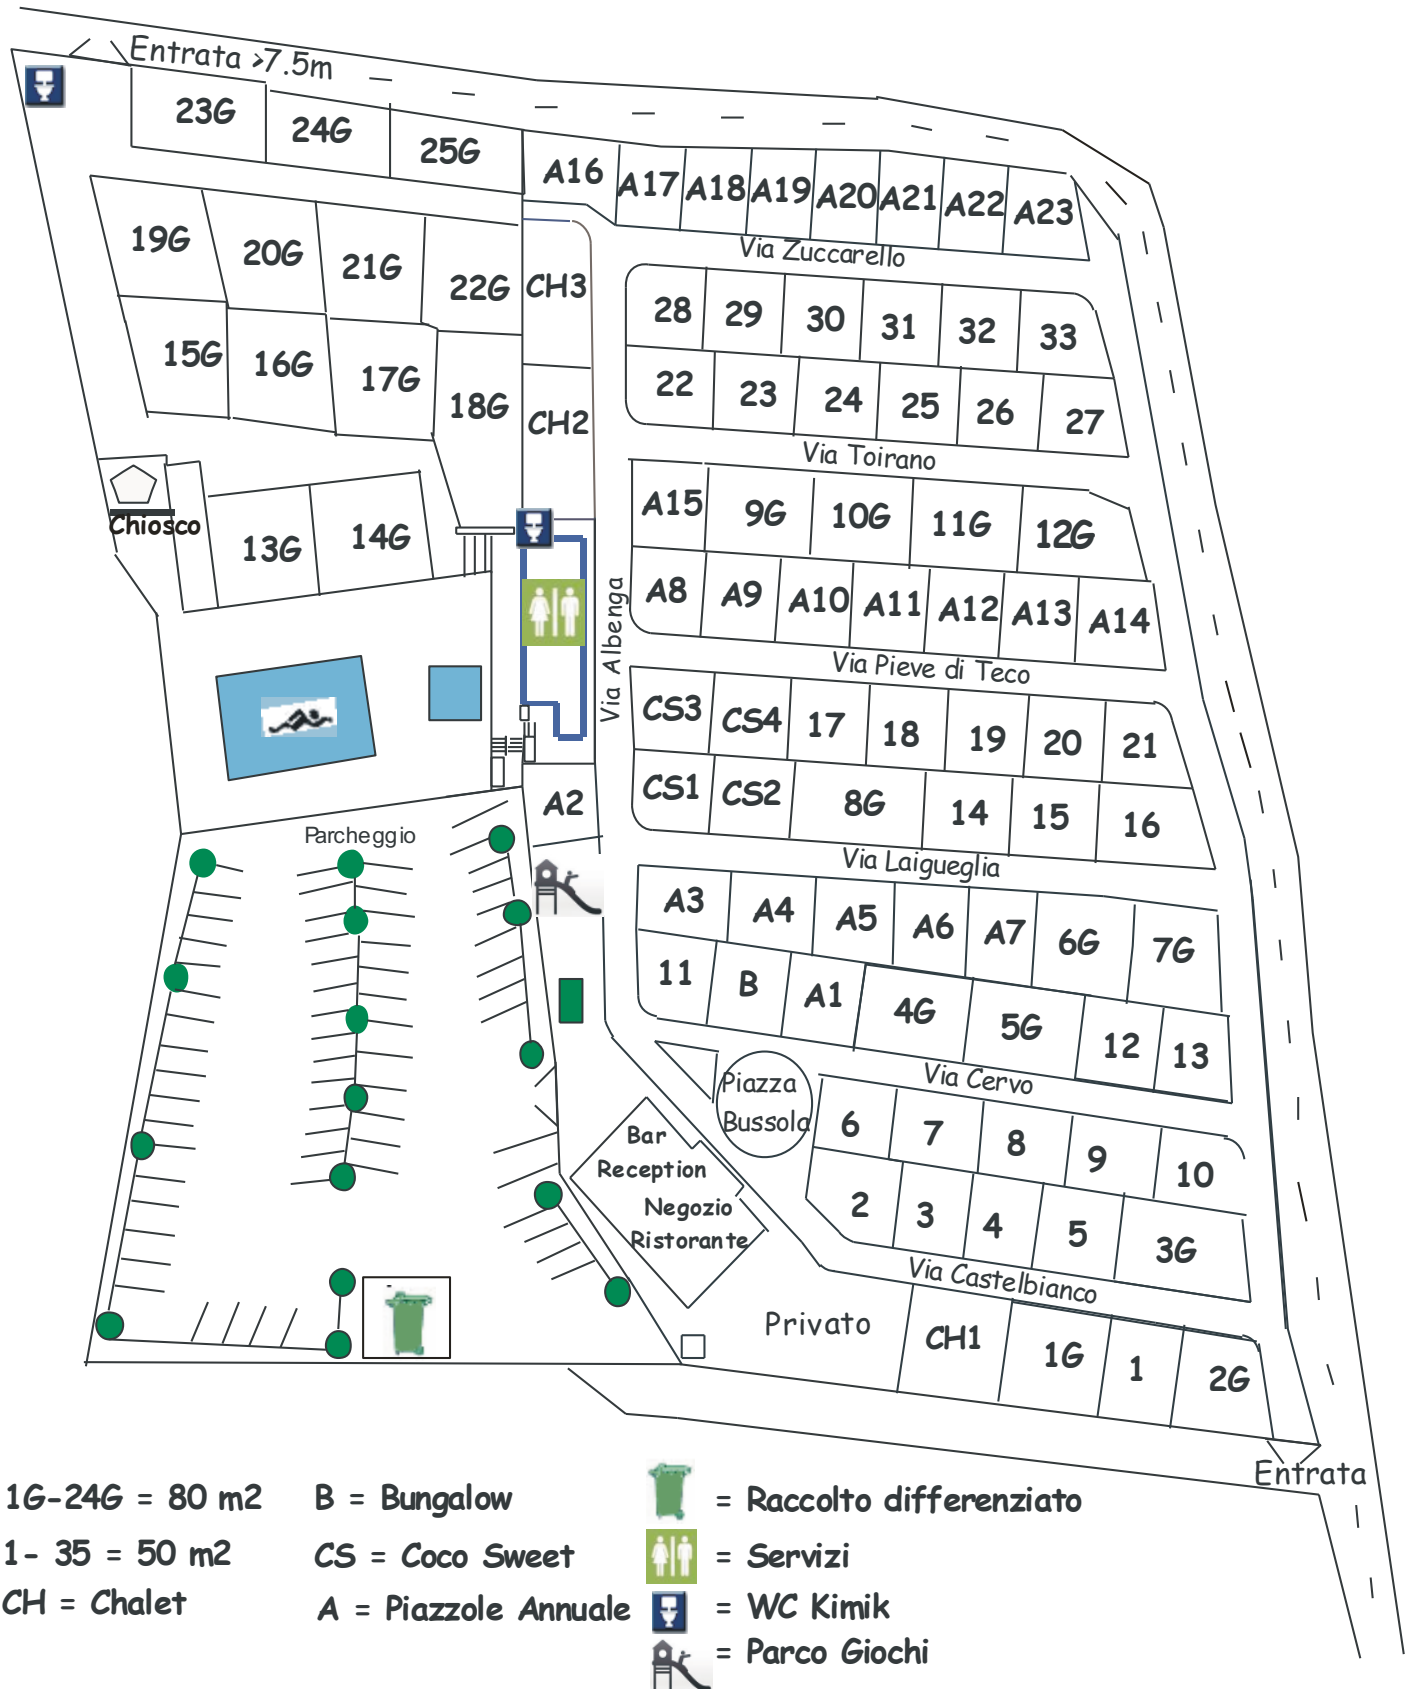 Entrata >7.5m
23G
24G
25G
A16
A17
A18
A19
A20
A21
A22
A23
Via Zuccarello
19G
20G
21G
22G
CH3
28
29
30
31
32
33
15G
16G
17G
18G
CH2
22
23
24
25
26
27
Via Toirano
Chiosco
13G
14G
A15
9G
10G
11G
12G
A8
A9
A10
A11
A12
A13
A14
Via Albenga
Via Pieve di Teco
CS3
CS4
17
18
19
20
21
CS1
CS2
8G
14
15
16
A2
Parcheggio
Via Laigueglia
A3
A4
A5
A6
A7
6G
7G
11
B
A1
4G
5G
12
13
Via Cervo
Piazza
Bussola
6
7
8
9
10
Bar
Reception
Negozio
Ristorante
2
3
4
5
3G
Via Castelbianco
Privato
CH1
1G
1
2G
Entrata
1G-24G = 80 m2
1- 35 = 50 m2
CH = Chalet
B = Bungalow
CS = Coco Sweet
A = Piazzole Annuale
= Raccolto differenziato
= Servizi
= WC Kimik
= Parco Giochi